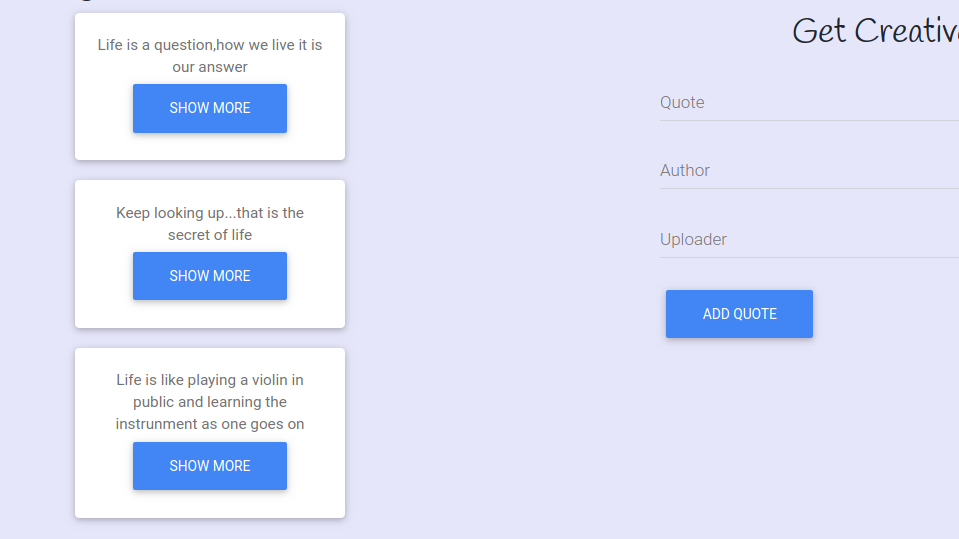 Life is a question,how we live it is
our answer
SHOW MORE
Keep looking up...that is the
secret of life
SHOW MORE
Life is like playing a violin in
public and learning the
instrunment as one goes on
SHOW MORE
Get Creativ
Quote
Author
Uploader
ADD QUOTE